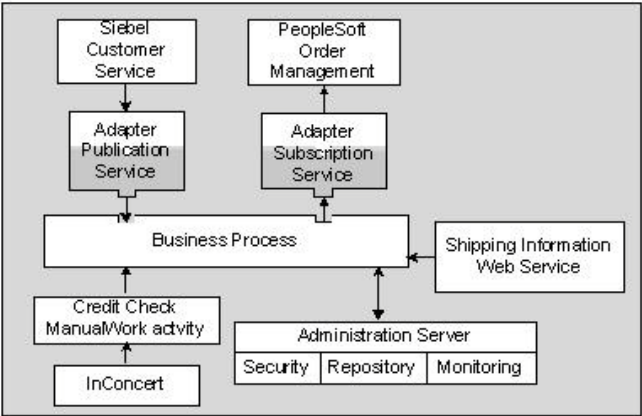 Siebel
Customer
Service
PeopleSoft
Order
Management
Adapter
Publication
Service
Adapter
Subscription
Service
Business Process
Shipping Information
Web Service
Credit Check
ManualWork actvity
InConcert
Administration Server
Security
Repository
Monitoring